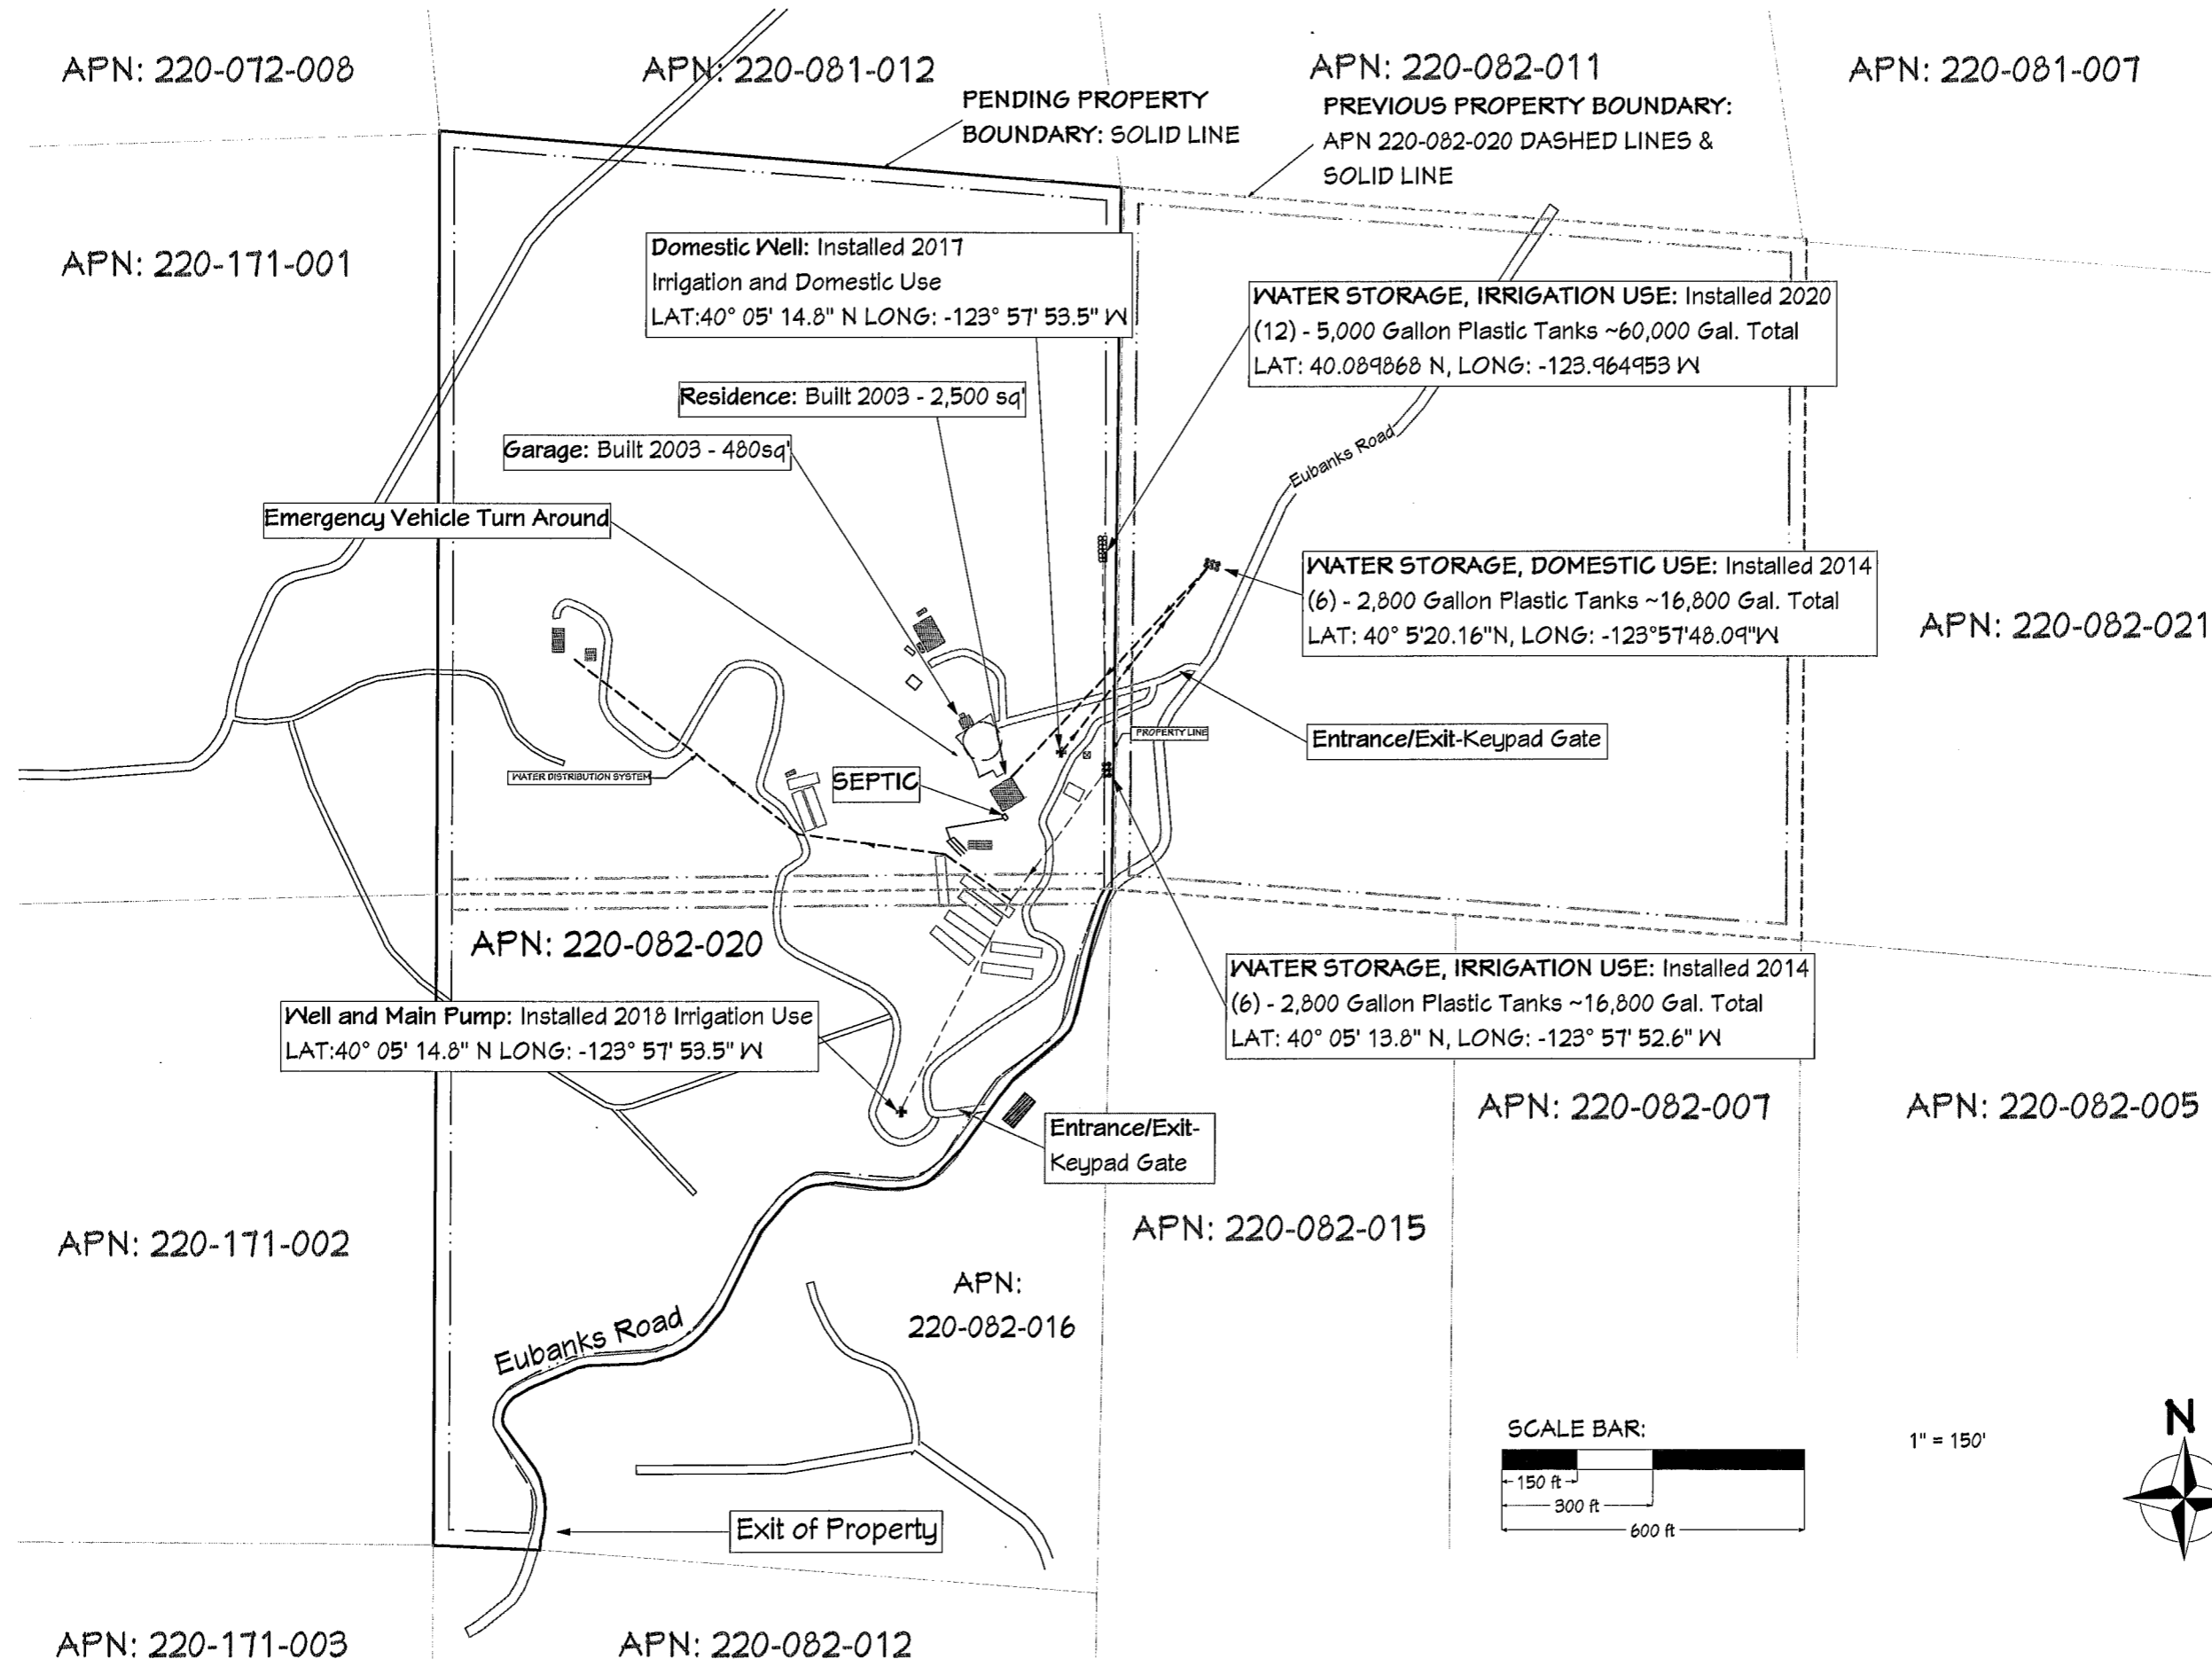 APN: 220-072-008
APN: 220-081-012
APN: 220-082-011
APN: 220-081-007
PENDING PROPERTY
BOUNDARY: SOLID LINE
PREVIOUS PROPERTY BOUNDARY:
APN 220-082-020 DASHED LINES &
SOLID LINE
APN: 220-171-001
Domestic Well: Installed 2017
Irrigation and Domestic Use
LAT:40° 05' 14.8" N LONG: -123° 57' 53.5" W
WATER STORAGE, IRRIGATION USE: Installed 2020
(12) - 5,000 Gallon Plastic Tanks ~60,000 Gal. Total
LAT: 40.089868 N, LONG: -123.964953 W
Residence: Built 2003 - 2,500 sq'
Garage: Built 2003 - 480sq'
Eubanks Road
Emergency Vehicle Turn Around
WATER STORAGE, DOMESTIC USE: Installed 2014
(6) - 2,800 Gallon Plastic Tanks ~16,800 Gal. Total
LAT: 40° 5'20.16"N, LONG: -123°57'48.09"W
APN: 220-082-021
PROPERTY LINE
Entrance/Exit-Keypad Gate
WATER DISTRIBUTION SYSTEM
SEPTIC
APN: 220-082-020
WATER STORAGE, IRRIGATION USE: Installed 2014
(6) - 2,800 Gallon Plastic Tanks ~16,800 Gal. Total
LAT: 40° 05' 13.8" N, LONG: -123° 57' 52.6" W
Well and Main Pump: Installed 2018 Irrigation Use
LAT:40° 05' 14.8" N LONG: -123° 57' 53.5" W
APN: 220-082-007
APN: 220-082-005
Entrance/Exit-
Keypad Gate
APN: 220-171-002
APN: 220-082-015
APN:
220-082-016
Eubanks Road
SCALE BAR:
150 ft
300 ft
600 ft
1" = 150'
N
Exit of Property
APN: 220-171-003
APN: 220-082-012